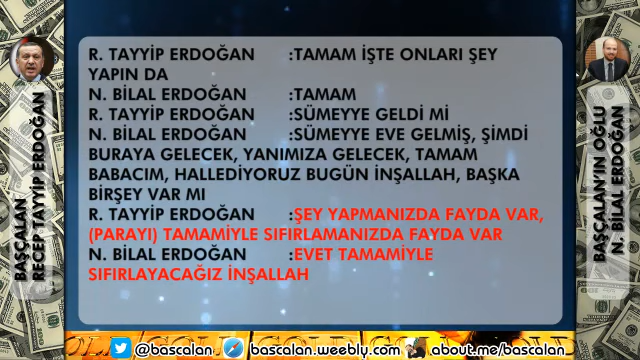 R. TAYYİP ERDOĞAN :TAMAM İŞTE ONLARI ŞEY
YAPIN DA
N. BİLAL ERDOĞAN :TAMAM
R. TAYYİP ERDOĞAN :SÜMEYYE GELDİ Mİ
N. BİLAL ERDOĞAN :SÜMEYYE EVE GELMİŞ, ŞİMDİ
BURAYA GELECEK, YANIMIZA GELECEK, TAMAM
BABACIM, HALLEDİYORUZ BUGÜN İNŞALLAH, BAŞKA
BİRŞEY VAR MI
R. TAYYİP ERDOĞAN :ŞEY YAPMANIZDA FAYDA VAR,
(PARAYI) TAMAMİYLE SIFIRLAMANIZDA FAYDA VAR
N. BİLAL ERDOĞAN :EVET TAMAMİYLE
SIFIRLAYACAĞIZ İNŞALLAH
BAŞÇALAN
RECEP TAYYİP ERDOĞAN
BAŞÇALAN'IN OĞLU
N. BİLAL ERDOĞAN
@bascalan bascalan.weebly.com about.me/bascalan